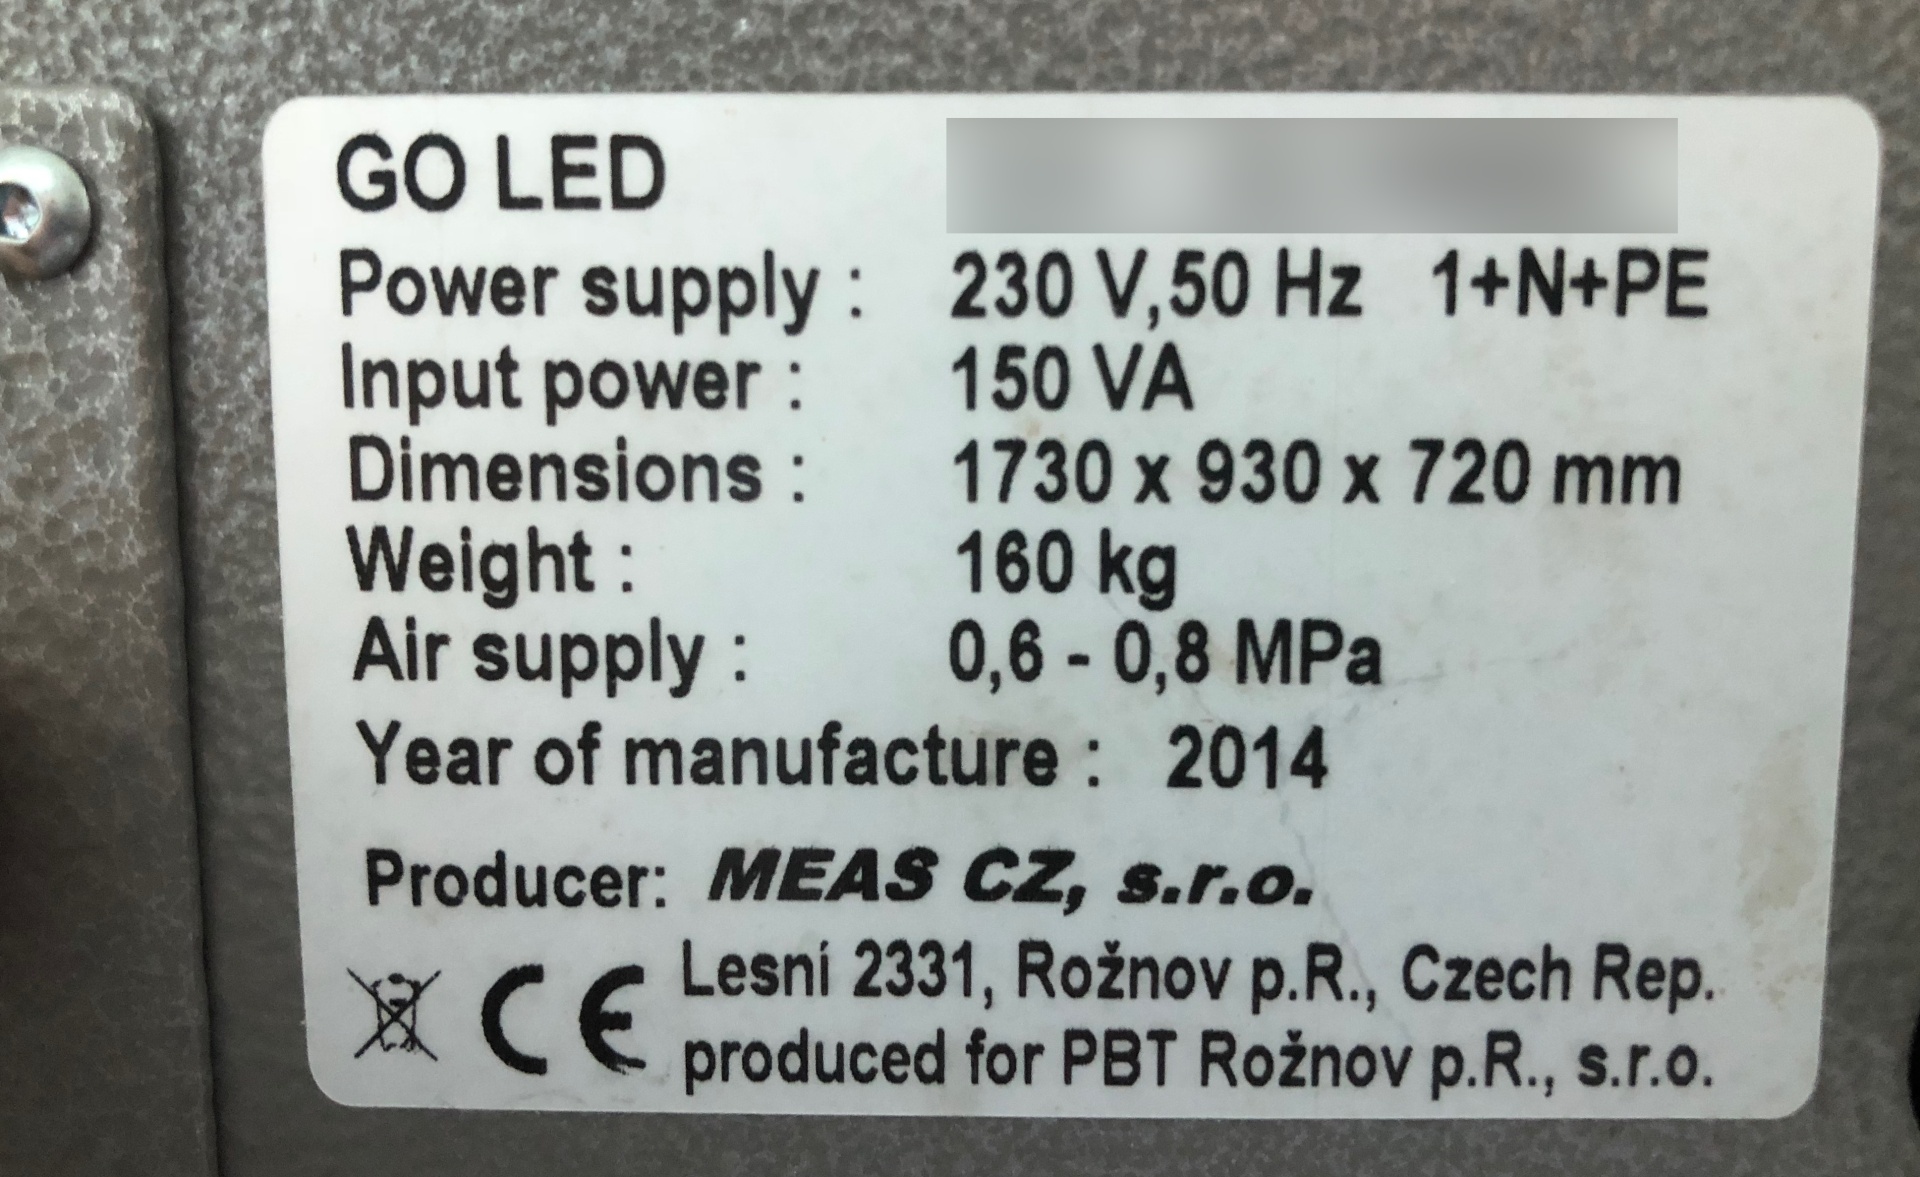 GO LED
Power supply : 230 V,50 Hz 1+N+PE
Input power : 150 VA
Dimensions : 1730 x 930 x 720 mm
Weight : 160 kg
Air supply : 0,6 - 0,8 MPa
Year of manufacture : 2014
Producer: MEAS CZ, s.r.o.
CE Lesní 2331, Rožnov p.R., Czech Rep.
produced for PBT Rožnov p.R., s.r.o.